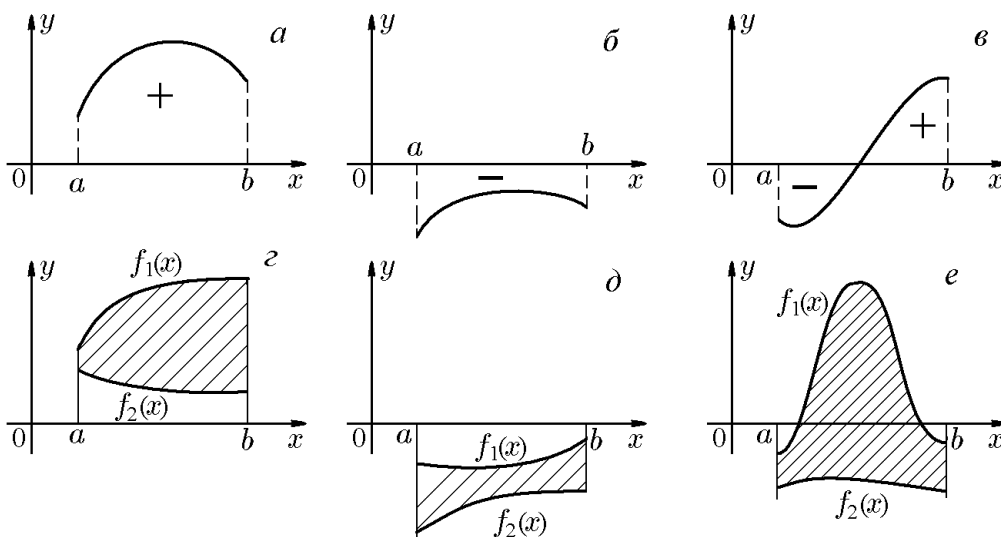 y а
+
0 a b x
y б
a b
−
0 x
y в
+
0 a − b x
y г
f₁(x)
f₂(x)
0 a b x
y д
0 a b x
f₁(x)
f₂(x)
y е
f₁(x)
0 a b x
f₂(x)